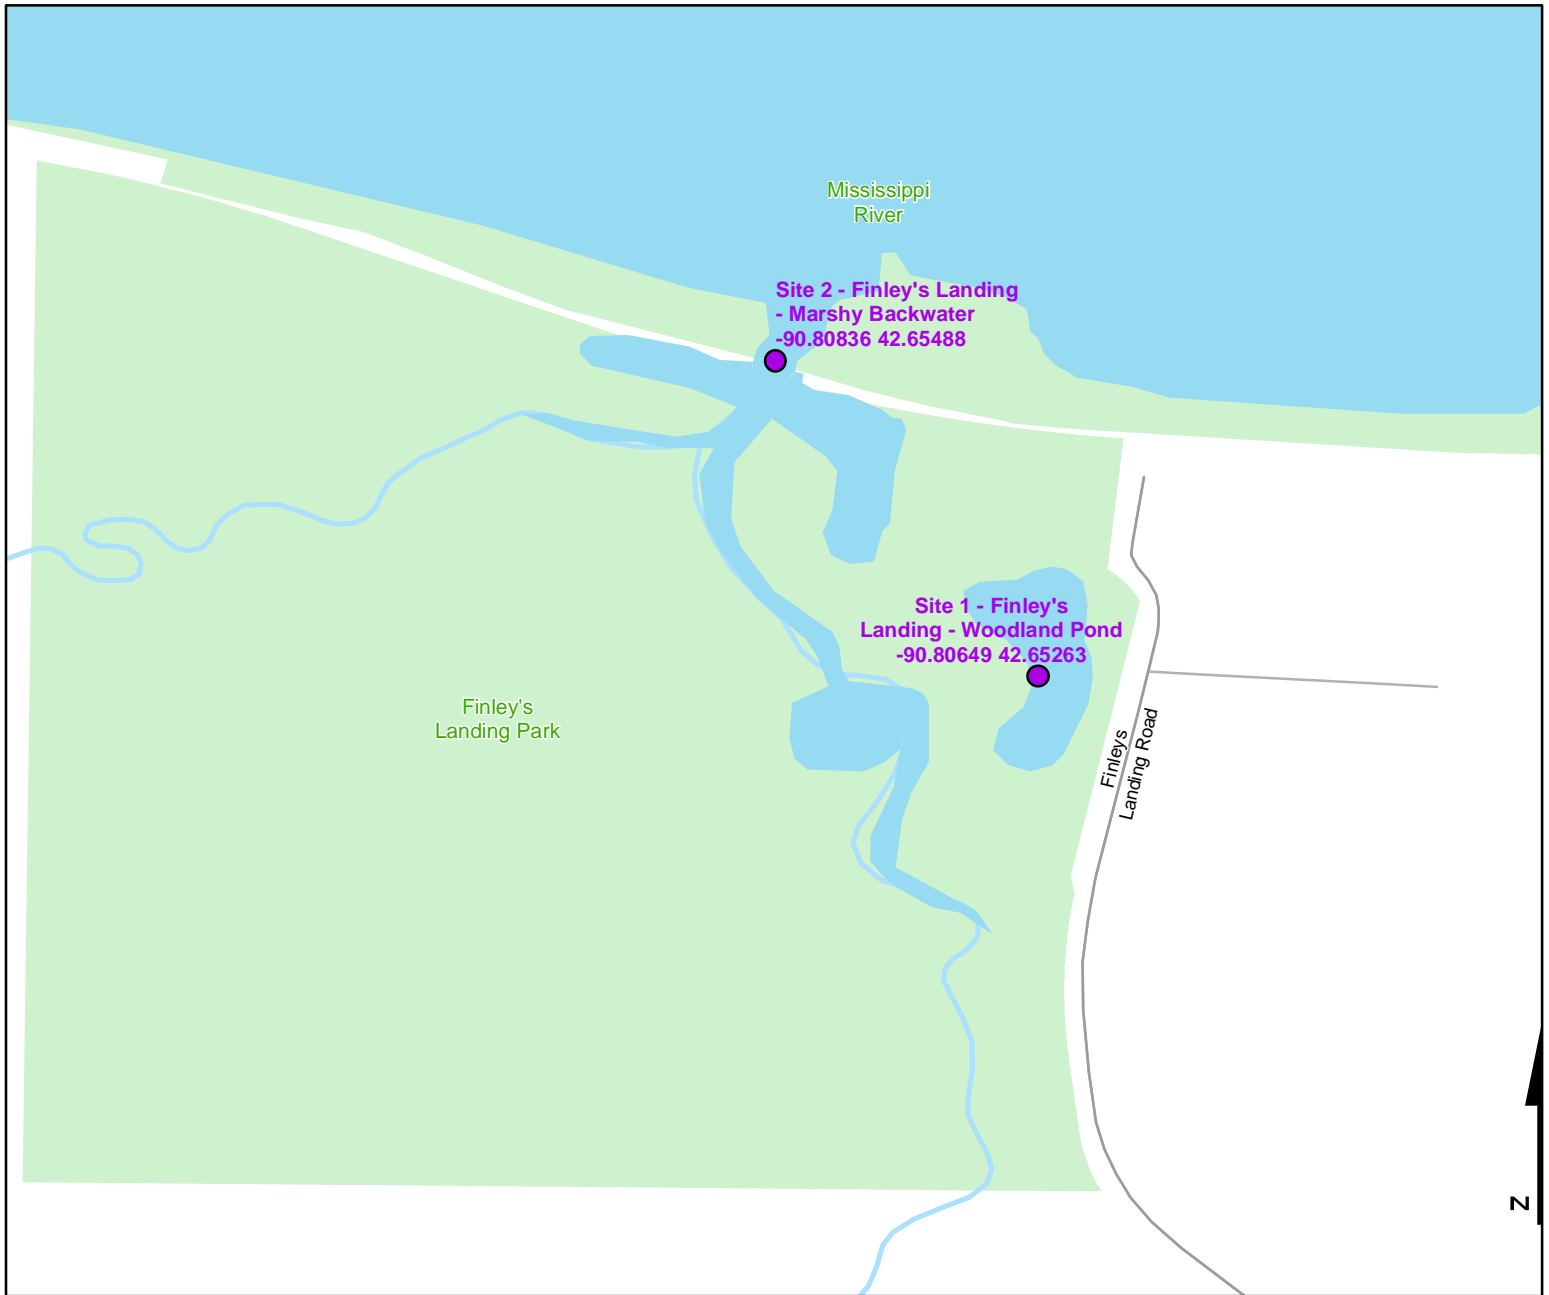 Mississippi
River
Site 2 - Finley's Landing
- Marshy Backwater
-90.80836 42.65488
Site 1 - Finley's
Landing - Woodland Pond
-90.80649 42.65263
Finley's
Landing Park
Finleys
Landing Road
N